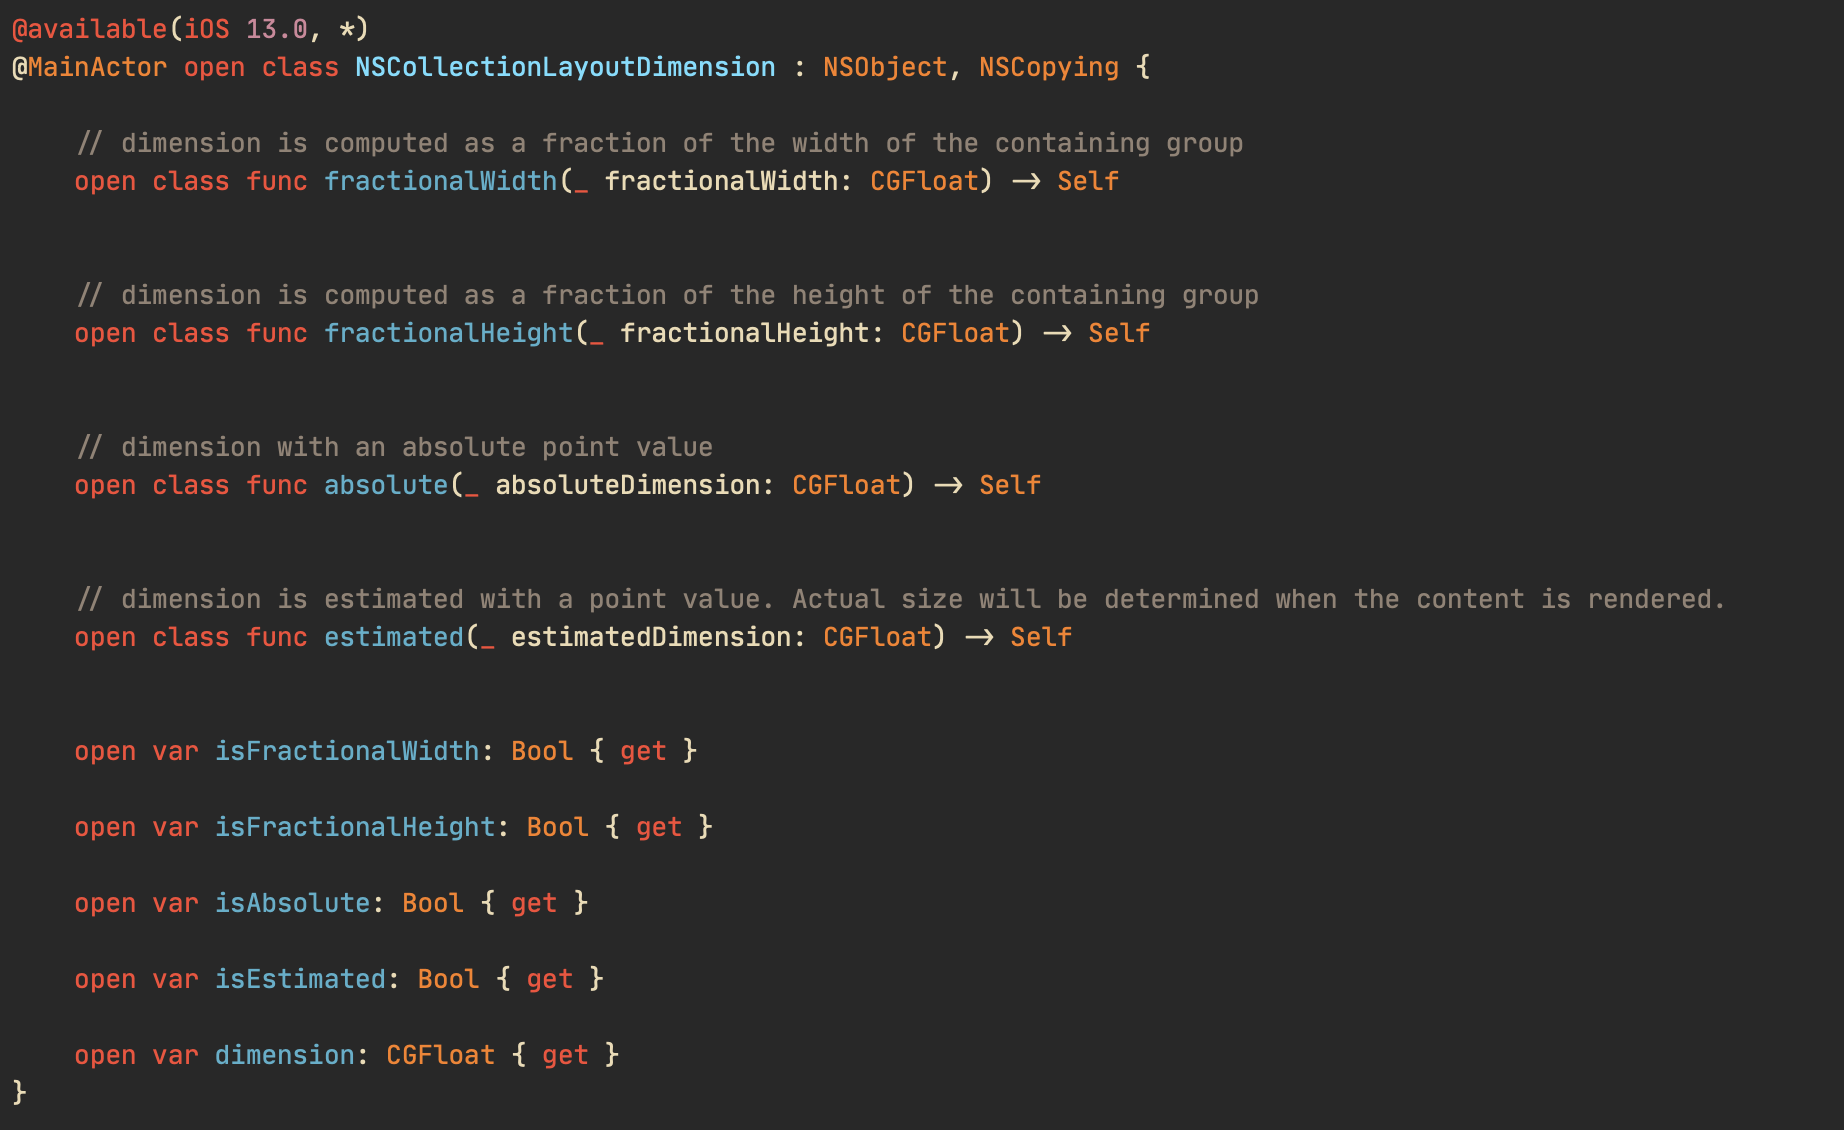 @available(iOS 13.0, *)
@MainActor open class NSCollectionLayoutDimension : NSObject, NSCopying {
// dimension is computed as a fraction of the width of the containing group
open class func fractionalWidth(_ fractionalWidth: CGFloat) -> Self
// dimension is computed as a fraction of the height of the containing group
open class func fractionalHeight(_ fractionalHeight: CGFloat) -> Self
// dimension with an absolute point value
open class func absolute(_ absoluteDimension: CGFloat) -> Self
// dimension is estimated with a point value. Actual size will be determined when the content is rendered.
open class func estimated(_ estimatedDimension: CGFloat) -> Self
open var isFractionalWidth: Bool { get }
open var isFractionalHeight: Bool { get }
open var isAbsolute: Bool { get }
open var isEstimated: Bool { get }
open var dimension: CGFloat { get }
}